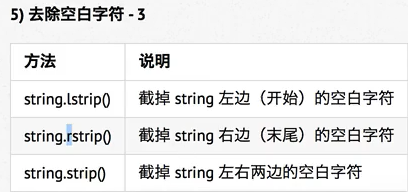 5) 去除空白字符 - 3
方法 说明
string.lstrip() 截掉 string 左边（开始）的空白字符
string.rstrip() 截掉 string 右边（末尾）的空白字符
string.strip() 截掉 string 左右两边的空白字符